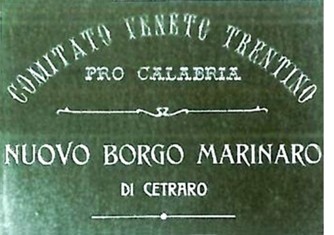 COMITATO VENETO TRENTINO
PRO CALABRIA
NUOVO BORGO MARINARO
DI CETRARO